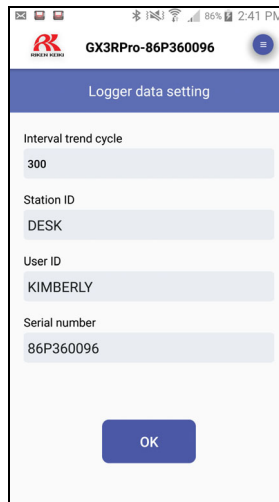 86% 2:41 PM
RIKEN KEIKI
GX3RPro-86P360096
Logger data setting
Interval trend cycle
300
Station ID
DESK
User ID
KIMBERLY
Serial number
86P360096
OK